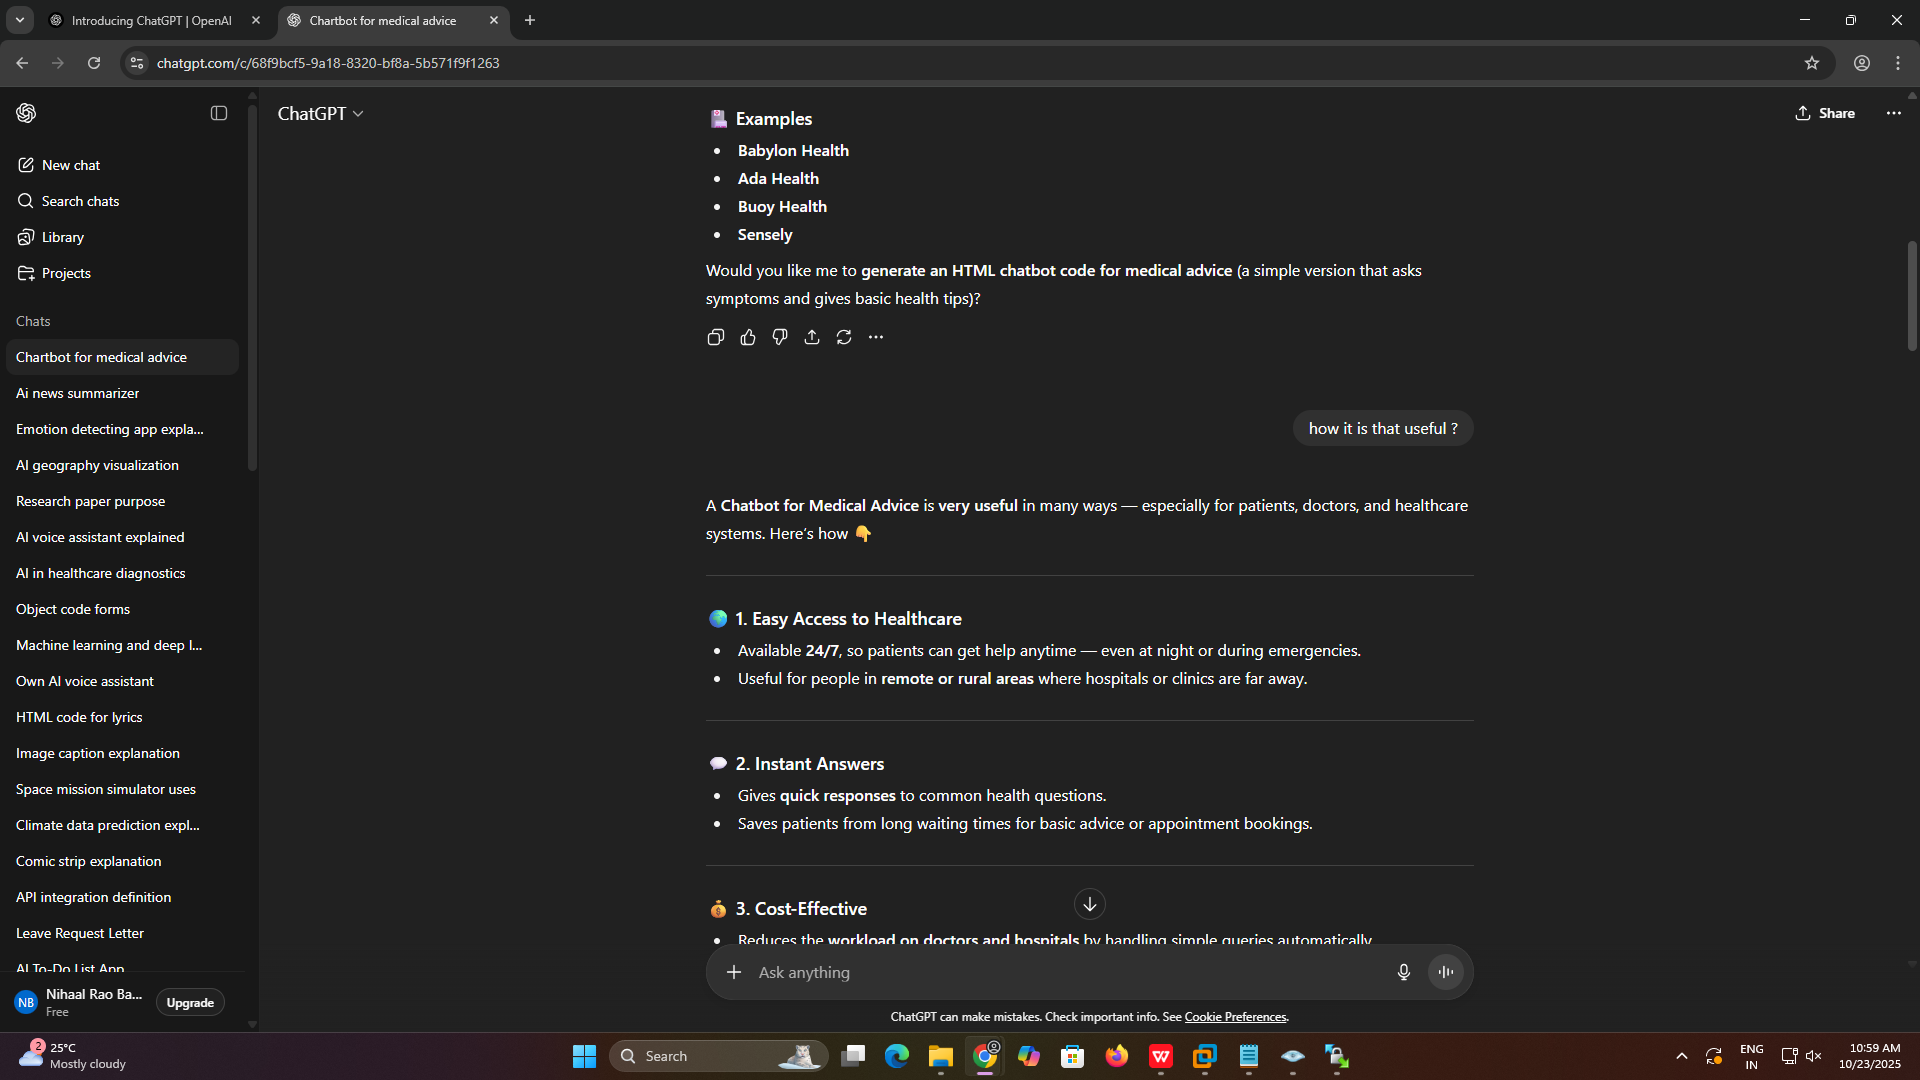 Introducing ChatGPT | OpenAI
Chartbot for medical advice
chatgpt.com/c/68f9bcf5-9a18-8320-bf8a-5b571f9f1263
ChatGPT
Share
New chat
Search chats
Library
Projects
Chats
Chartbot for medical advice
Ai news summarizer
Emotion detecting app expla...
AI geography visualization
Research paper purpose
AI voice assistant explained
AI in healthcare diagnostics
Object code forms
Machine learning and deep l...
Own AI voice assistant
HTML code for lyrics
Image caption explanation
Space mission simulator uses
Climate data prediction expl...
Comic strip explanation
API integration definition
Leave Request Letter
AI To-Do List App
NB
Nihaal Rao Ba...
Free
Upgrade
Examples
• Babylon Health
• Ada Health
• Buoy Health
• Sensely
Would you like me to generate an HTML chatbot code for medical advice (a simple version that asks
symptoms and gives basic health tips)?
how it is that useful ?
A Chatbot for Medical Advice is very useful in many ways — especially for patients, doctors, and healthcare
systems. Here's how 👇
🌍 1. Easy Access to Healthcare
• Available 24/7, so patients can get help anytime — even at night or during emergencies.
• Useful for people in remote or rural areas where hospitals or clinics are far away.
💬 2. Instant Answers
• Gives quick responses to common health questions.
• Saves patients from long waiting times for basic advice or appointment bookings.
💰 3. Cost-Effective
• Reduces the workload on doctors and hospitals by handling simple queries automatically
Ask anything
ChatGPT can make mistakes. Check important info. See Cookie Preferences.
2
25°C
Mostly cloudy
Search
ENG
IN
10:59 AM
10/23/2025